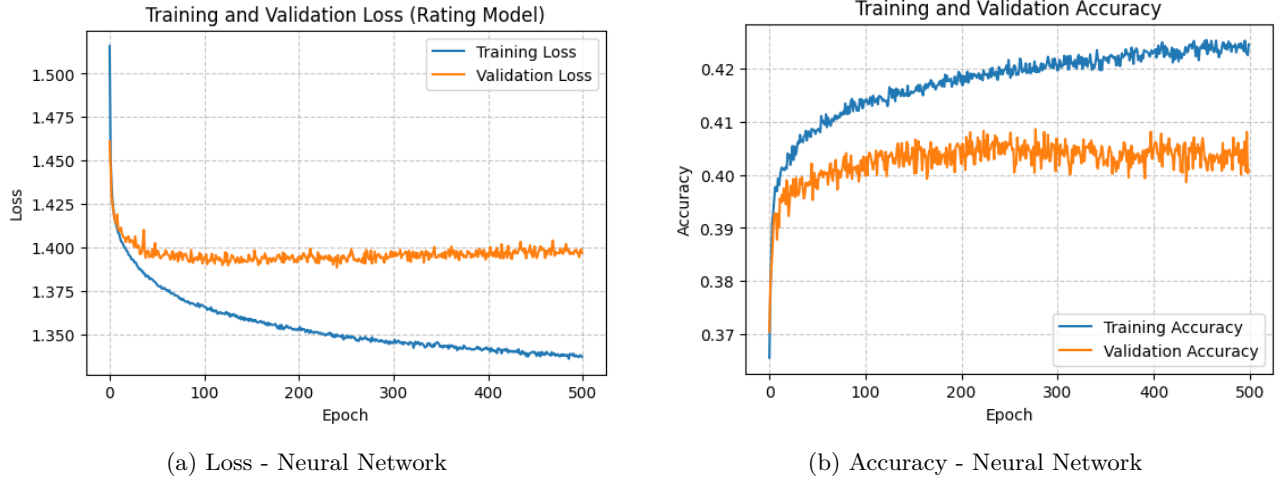 Training and Validation Loss (Rating Model)
Training Loss
Validation Loss
1.500
1.475
1.450
1.425
1.400
1.375
1.350
Loss
0
100
200
300
400
500
Epoch
(a) Loss - Neural Network
Training and Validation Accuracy
0.42
0.41
0.40
0.39
0.38
0.37
Accuracy
Training Accuracy
Validation Accuracy
0
100
200
300
400
500
Epoch
(b) Accuracy - Neural Network